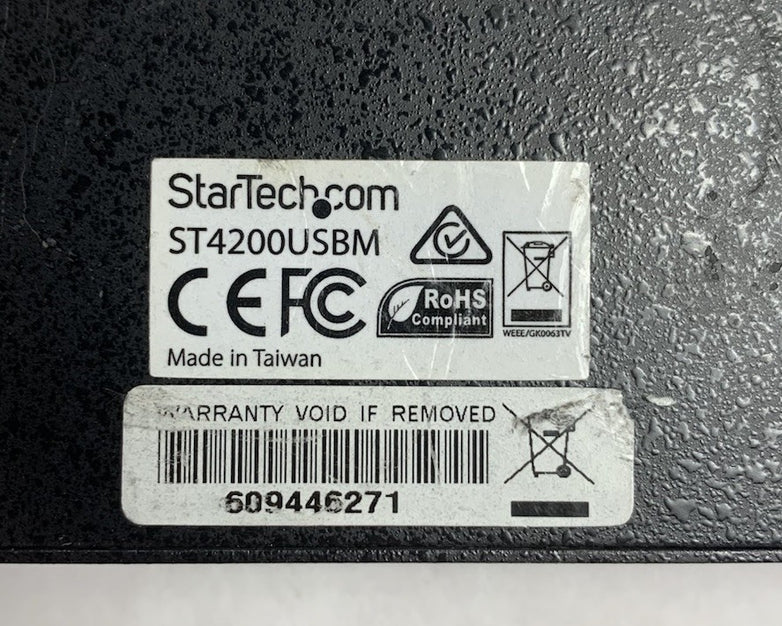 StarTech.com
ST4200USBM
CE FC
RoHS
Compliant
WEEE/GK0063TV
Made in Taiwan
WARRANTY VOID IF REMOVED
609446271